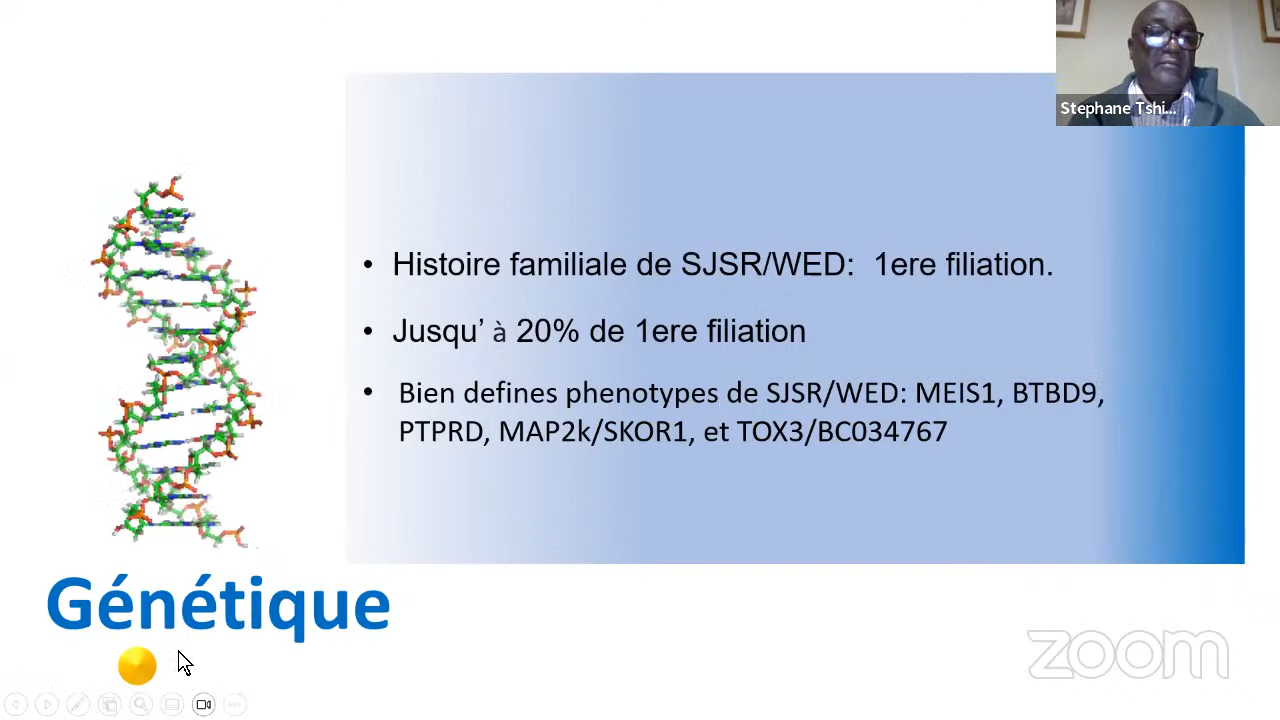 Stephane Tshi...
• Histoire familiale de SJSR/WED: 1ere filiation.
• Jusqu’ à 20% de 1ere filiation
• Bien defines phenotypes de SJSR/WED: MEIS1, BTBD9,
PTPRD, MAP2k/SKOR1, et TOX3/BC034767
Génétique
zoom